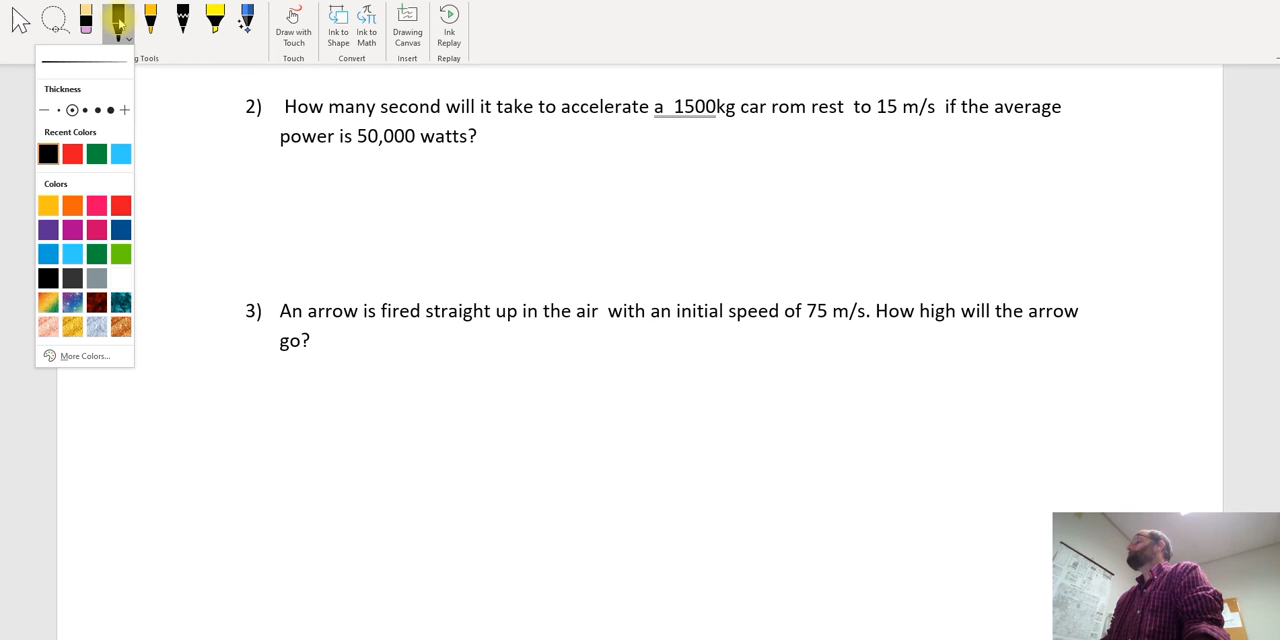 Draw with Touch
Ink to Shape
Ink to Math
Drawing Canvas
Ink Replay
g Tools
Touch
Convert
Insert
Replay
Thickness
Recent Colors
Colors
More Colors...
2) How many second will it take to accelerate a 1500kg car rom rest to 15 m/s if the average
power is 50,000 watts?
3) An arrow is fired straight up in the air with an initial speed of 75 m/s. How high will the arrow
go?